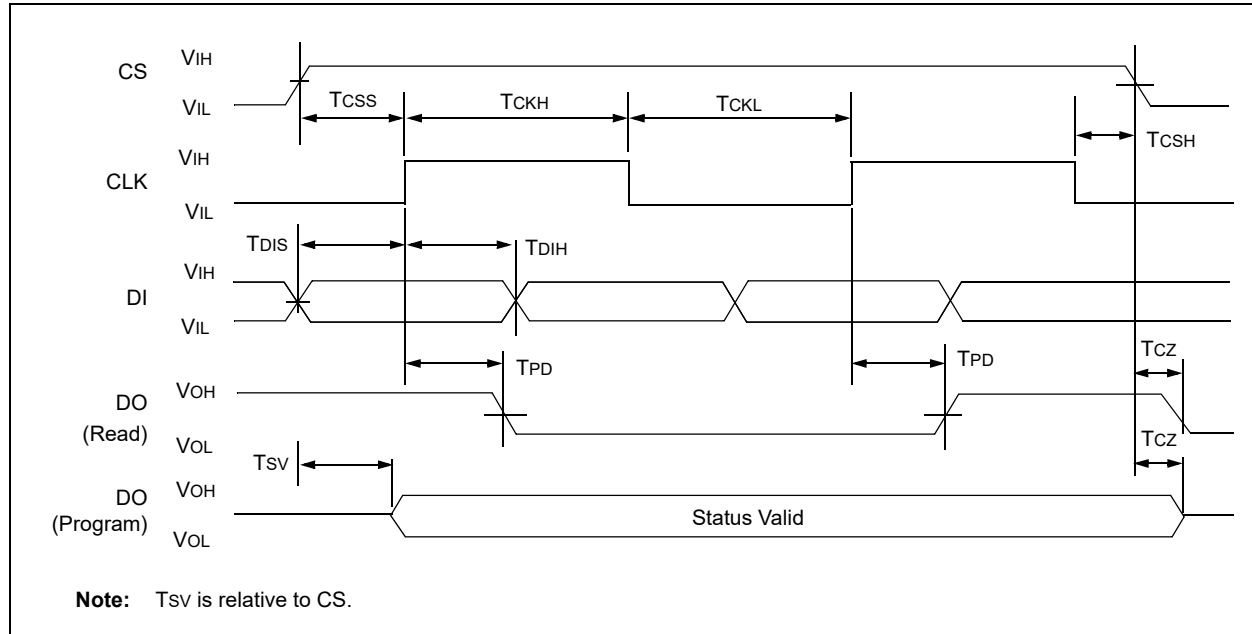 CS
VIH
VIL
TCSS
TCKH
TCKL
TCSH
CLK
VIH
VIL
TDIS
TDIH
DI
VIH
VIL
TPD
TPD
TCZ
DO
(Read)
VOH
VOL
TSV
TCZ
DO
(Program)
VOH
VOL
Status Valid
Note: TSV is relative to CS.